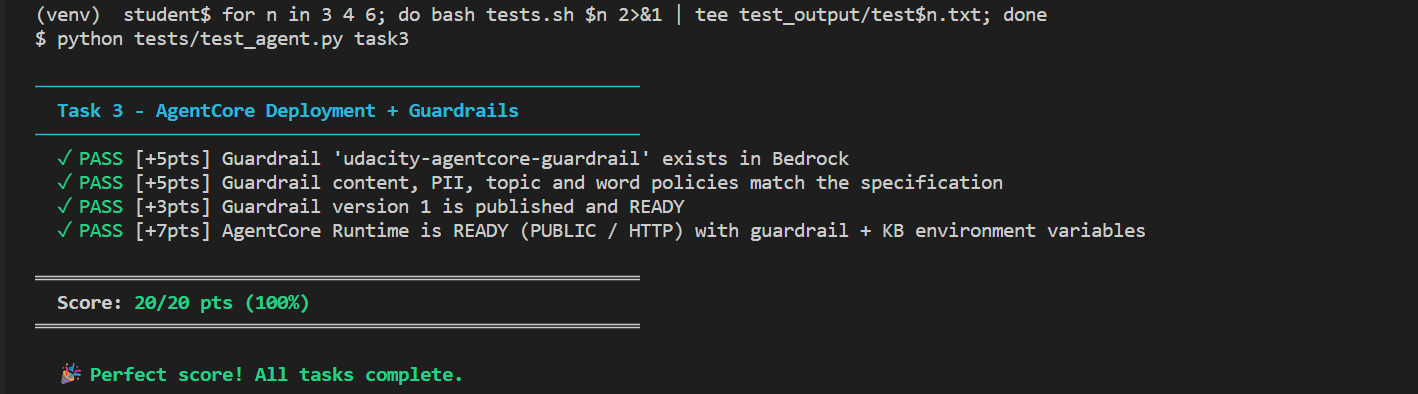 (venv)  student$ for n in 3 4 6; do bash tests.sh $n 2>&1 | tee test_output/test$n.txt; done
$ python tests/test_agent.py task3
Task 3 - AgentCore Deployment + Guardrails
✓ PASS [+5pts] Guardrail 'udacity-agentcore-guardrail' exists in Bedrock
✓ PASS [+5pts] Guardrail content, PII, topic and word policies match the specification
✓ PASS [+3pts] Guardrail version 1 is published and READY
✓ PASS [+7pts] AgentCore Runtime is READY (PUBLIC / HTTP) with guardrail + KB environment variables
Score: 20/20 pts (100%)
🎉 Perfect score! All tasks complete.